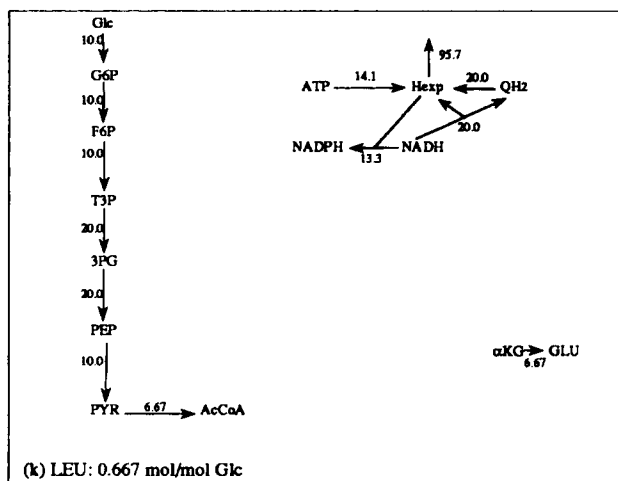 Glc
10.0
G6P
10.0
F6P
10.0
T3P
20.0
3PG
20.0
PEP
10.0
PYR
6.67
AcCoA
95.7
ATP
14.1
Hexp
20.0
QH2
20.0
NADPH
13.3
NADH
αKG
GLU
6.67
(k) LEU: 0.667 mol/mol Glc